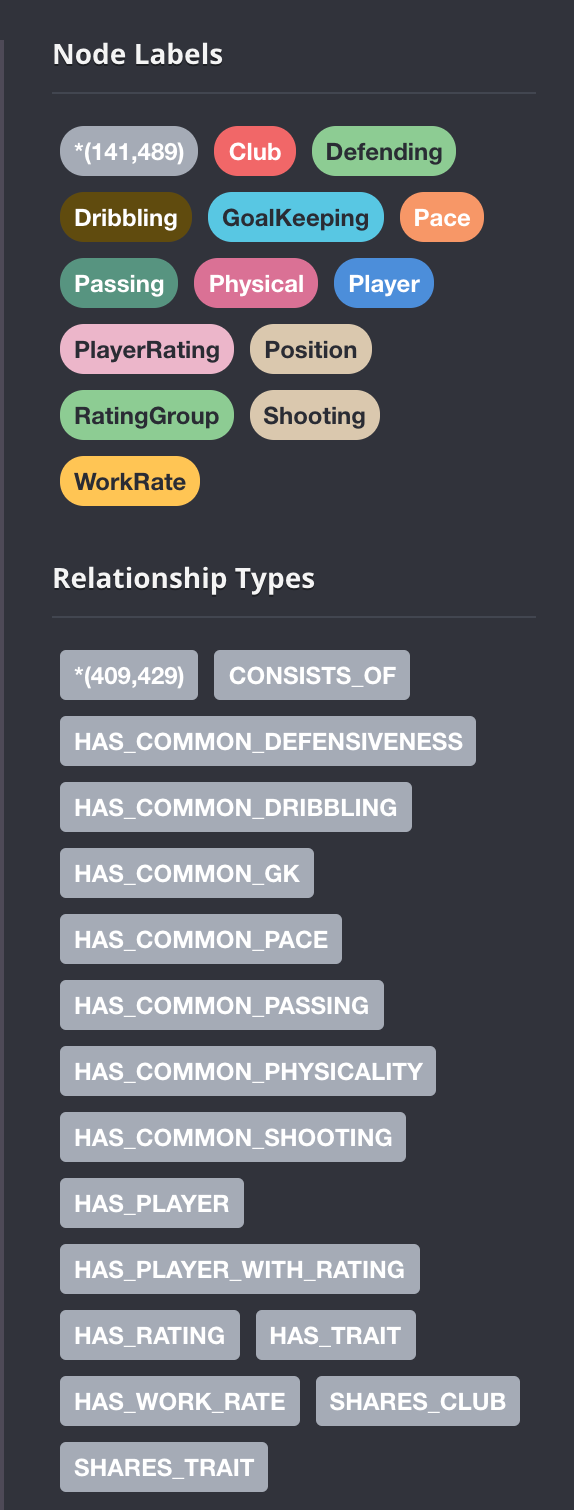 Node Labels
*(141,489) Club Defending
Dribbling GoalKeeping Pace
Passing Physical Player
PlayerRating Position
RatingGroup Shooting
WorkRate
Relationship Types
*(409,429) CONSISTS_OF
HAS_COMMON_DEFENSIVENESS
HAS_COMMON_DRIBBLING
HAS_COMMON_GK
HAS_COMMON_PACE
HAS_COMMON_PASSING
HAS_COMMON_PHYSICALITY
HAS_COMMON_SHOOTING
HAS_PLAYER
HAS_PLAYER_WITH_RATING
HAS_RATING HAS_TRAIT
HAS_WORK_RATE SHARES_CLUB
SHARES_TRAIT